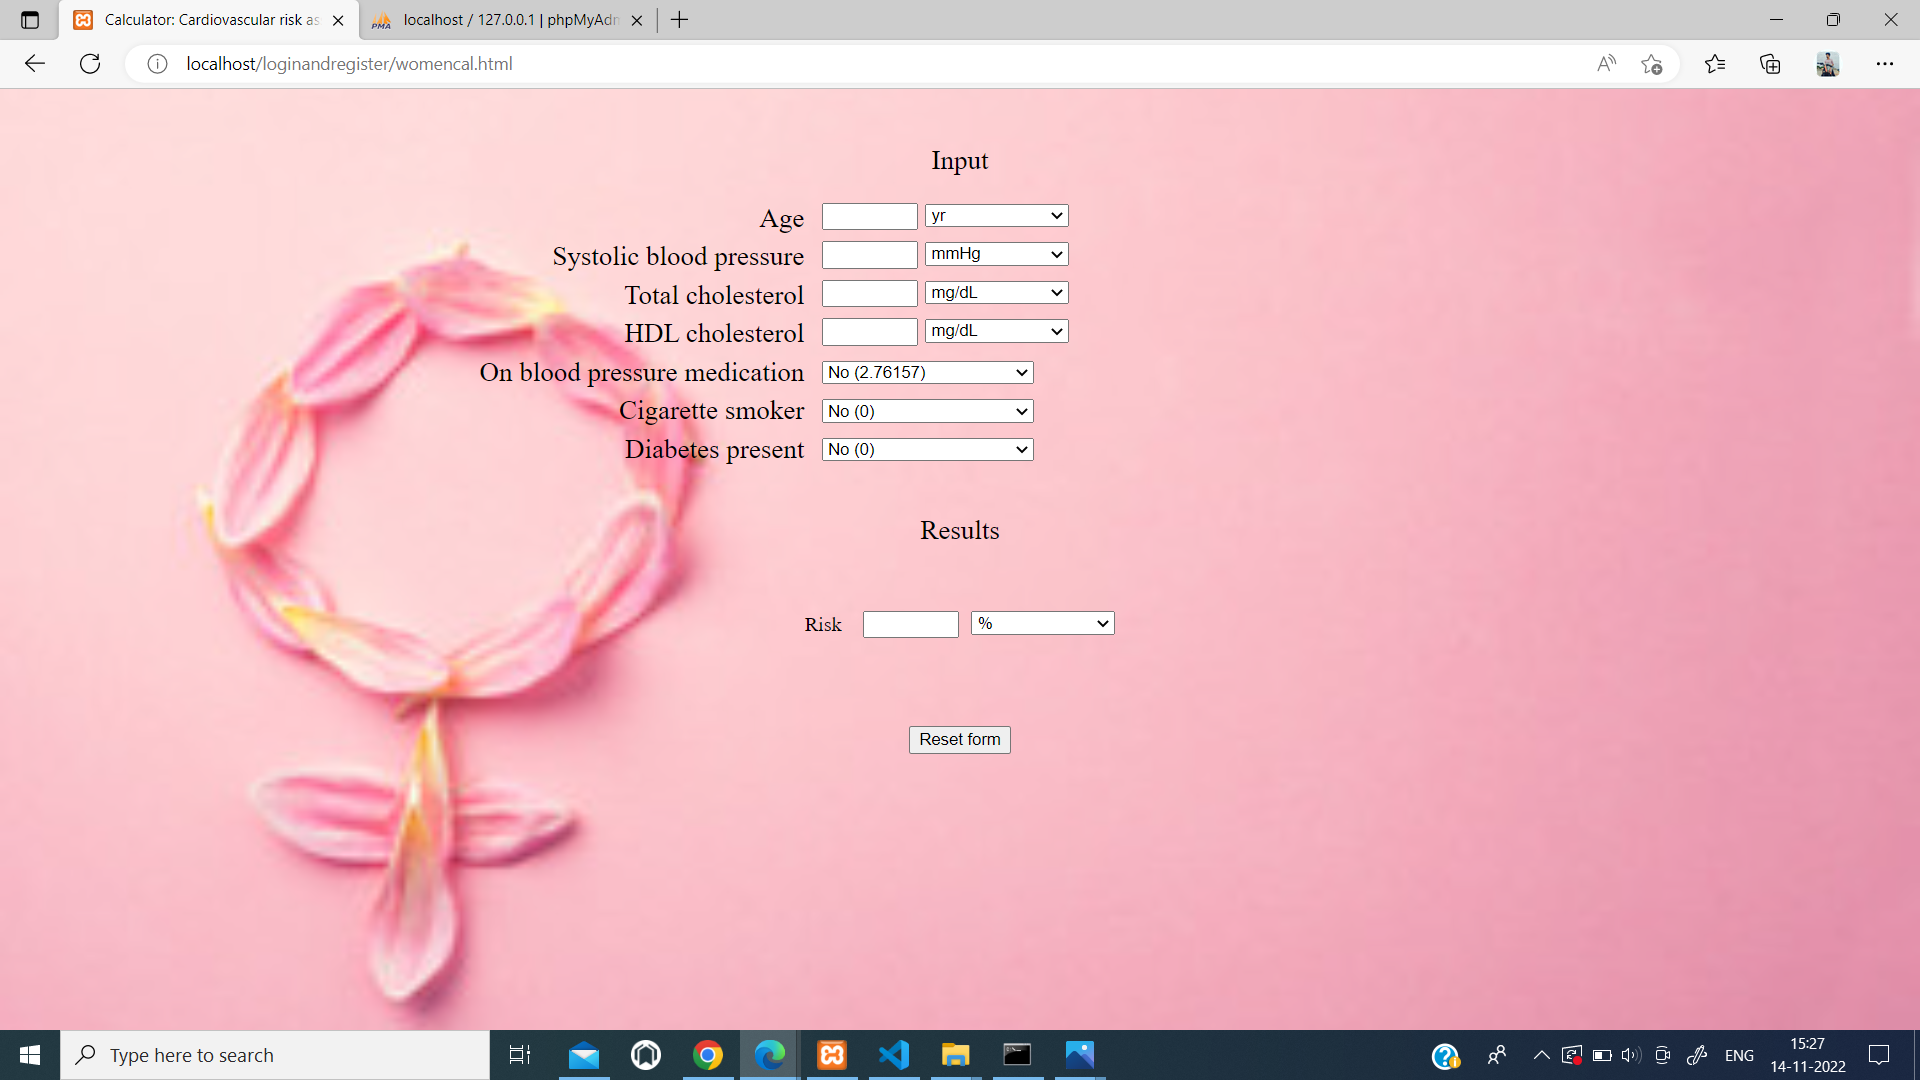 Calculator: Cardiovascular risk as
localhost / 127.0.0.1 | phpMyAdm
localhost/loginandregister/womencal.html
Input
Age yr
Systolic blood pressure mmHg
Total cholesterol mg/dL
HDL cholesterol mg/dL
On blood pressure medication No (2.76157)
Cigarette smoker No (0)
Diabetes present No (0)
Results
Risk %
Reset form
Type here to search
ENG
15:27
14-11-2022